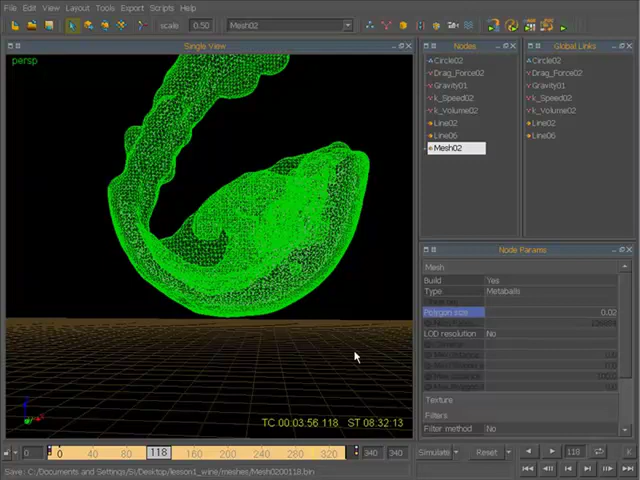 File Edit View Layout Tools Export Scripts Help
scale 0.50 Mesh02
Single View
Nodes
Global Links
persp
Circle02
Drag_Force02
Gravity01
k_Speed02
k_Volume02
Line02
Line06
Mesh02
Circle02
Drag_Force02
Gravity01
k_Speed02
k_Volume02
Line02
Line06
Node Params
Mesh
Build Yes
Type Metaballs
Polygon size 0.02
LOD resolution No
Texture
Filters
Filter method No
TC 00:03:56 118 ST 08.32.13
0 0 40 80 118 160 200 240 280 320 340 340
Simulate Reset 118
Save: C:/Documents and Settings/SI/Desktop/lesson1_wine/meshes/Mesh0200118.bin